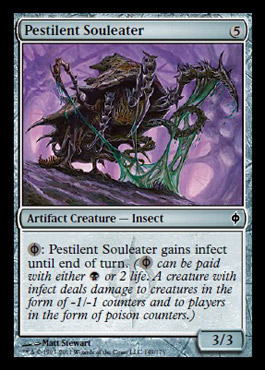 Pestilent Souleater 5
Artifact Creature — Insect
: Pestilent Souleater gains infect
until end of turn. ( can be paid
with either or 2 life. A creature with
infect deals damage to creatures in the
form of -1/-1 counters and to players
in the form of poison counters.)
Matt Stewart
3/3